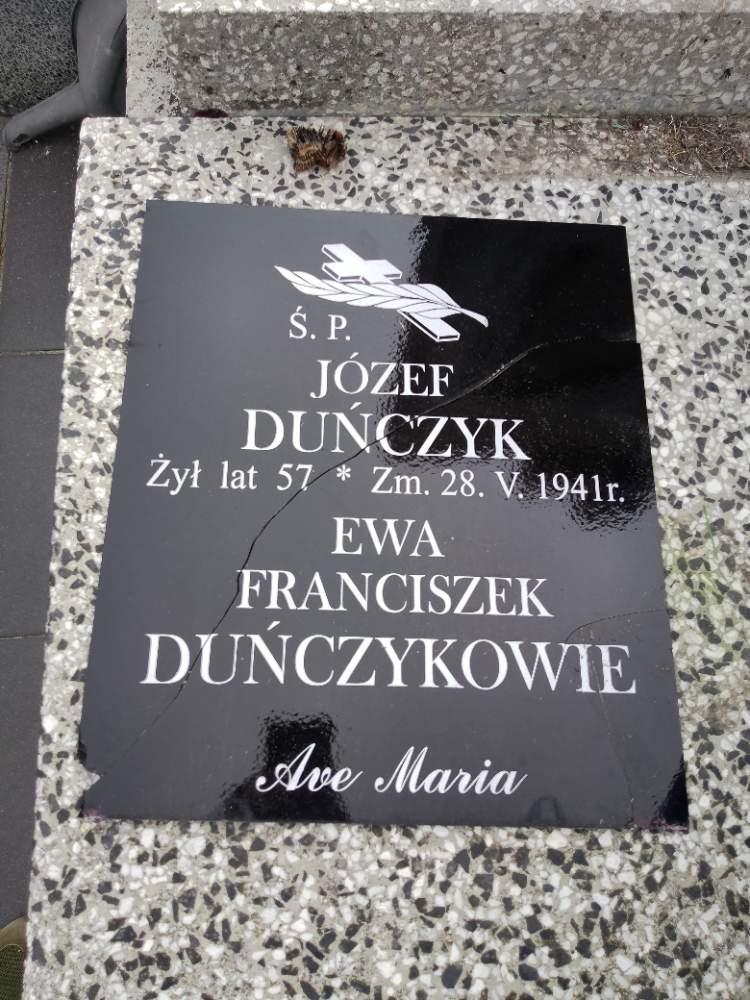 Ś. P.
JÓZEF
DUŃCZYK
Żył lat 57 * Zm. 28. V. 1941r.
EWA
FRANCISZEK
DUŃCZYKOWIE
Ave Maria